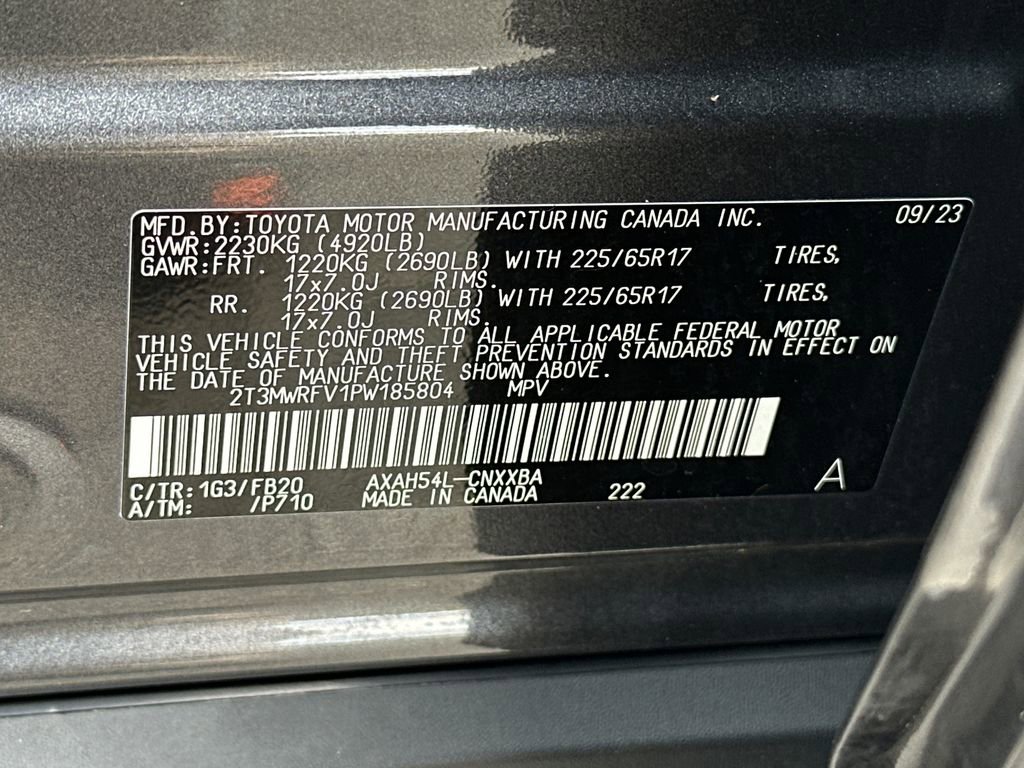 MFD.BY:TOYOTA MOTOR MANUFACTURING CANADA INC. 09/23
GVWR:2230KG (4920LB)
GAWR:FRT. 1220KG (2690LB) WITH 225/65R17 TIRES,
17x7.0J RIMS.
RR. 1220KG (2690LB) WITH 225/65R17 TIRES,
17x7.0J RIMS.
THIS VEHICLE CONFORMS TO ALL APPLICABLE FEDERAL MOTOR
VEHICLE SAFETY AND THEFT PREVENTION STANDARDS IN EFFECT ON
THE DATE OF MANUFACTURE SHOWN ABOVE.
2T3MWRFV1PW185804 MPV
C/TR: 1G3/FB20 AXAH54L-CNXXBA
A/TM: /P710 MADE IN CANADA 222 A